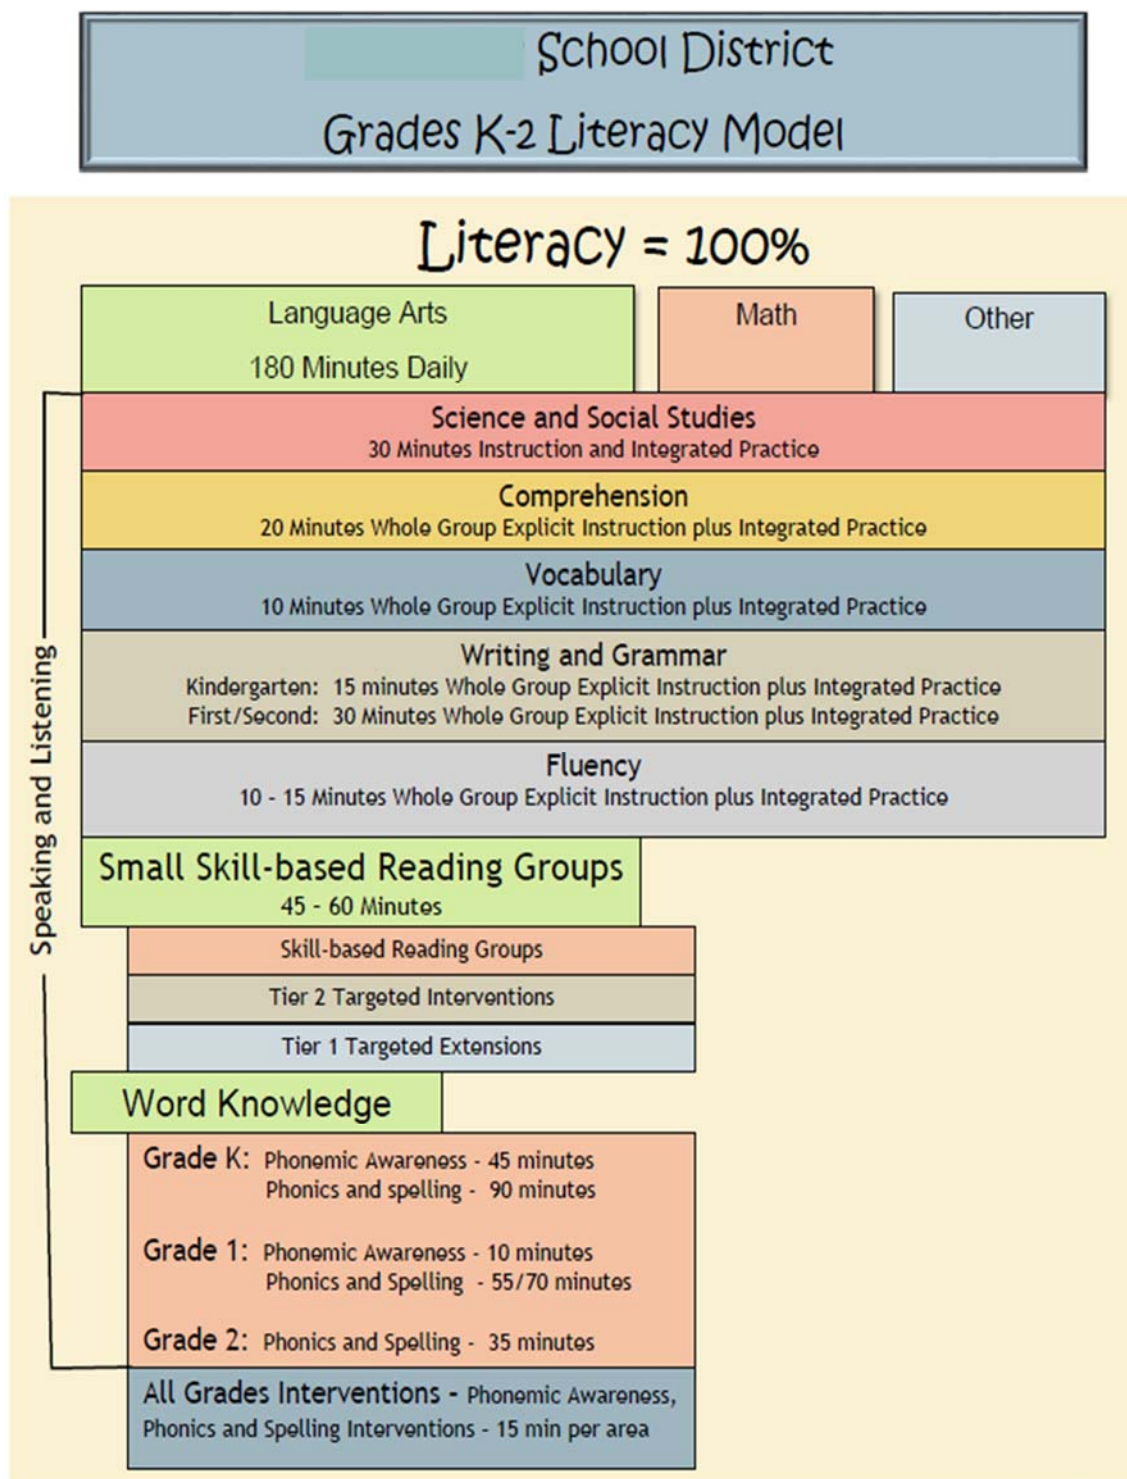 School District
Grades K-2 Literacy Model
Literacy = 100%
Language Arts
180 Minutes Daily
Math
Other
Science and Social Studies
30 Minutes Instruction and Integrated Practice
Comprehension
20 Minutes Whole Group Explicit Instruction plus Integrated Practice
Vocabulary
10 Minutes Whole Group Explicit Instruction plus Integrated Practice
Writing and Grammar
Kindergarten: 15 minutes Whole Group Explicit Instruction plus Integrated Practice
First/Second: 30 Minutes Whole Group Explicit Instruction plus Integrated Practice
Fluency
10 - 15 Minutes Whole Group Explicit Instruction plus Integrated Practice
Speaking and Listening
Small Skill-based Reading Groups
45 - 60 Minutes
Skill-based Reading Groups
Tier 2 Targeted Interventions
Tier 1 Targeted Extensions
Word Knowledge
Grade K: Phonemic Awareness - 45 minutes
Phonics and spelling - 90 minutes
Grade 1: Phonemic Awareness - 10 minutes
Phonics and Spelling - 55/70 minutes
Grade 2: Phonics and Spelling - 35 minutes
All Grades Interventions - Phonemic Awareness,
Phonics and Spelling Interventions - 15 min per area